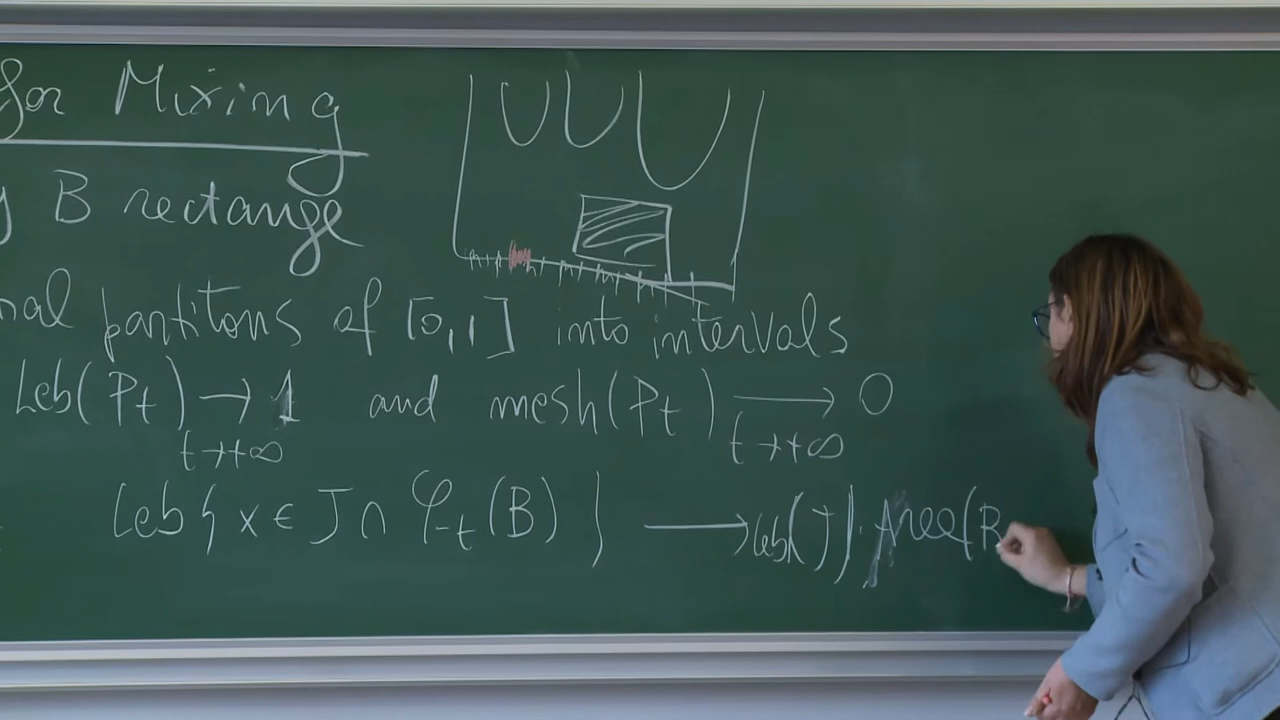 for Mixing
B rectange
partitons of [0,1] into intervals
Leb(Pt) → 1 and mesh(Pt) → 0
t→+∞ t→+∞
Leb{ x ∈ J ∩ φ-t (B) } → Leb(J). Area(B